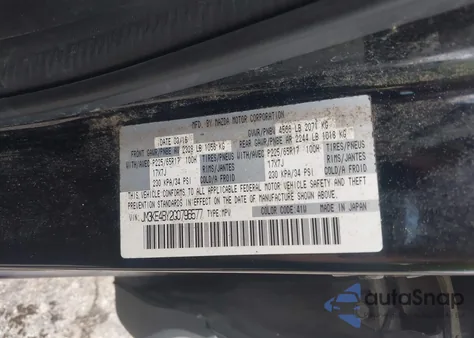 MFD. BY MAZDA MOTOR CORPORATION
DATE 03/16 GVWR/PNBV 4566 LB 2071 KG
FRONT GAWR/PNBE AV LB KG REAR GAWR/PNBE AR 2244 LB 1018 KG
WITH/AVEC P225/65R17 100H TIRES/PNEUS WITH/AVEC P225/65R17 100H TIRES/PNEUS
17X7J RIMS/JANTES 17X7J RIMS/JANTES
230 KPA/34 PSI COLD/A FROID 230 KPA/34 PSI COLD/A FROID
THIS VEHICLE CONFORMS TO ALL APPLICABLE FEDERAL MOTOR VEHICLE SAFETY BUMPER AND THEFT
PREVENTION STANDARDS IN EFFECT ON THE DATE OF MANUFACTURE SHOWN ABOVE.
VIN: TYPE:MPV COLOR CODE:41W MADE IN JAPAN
autoSnap